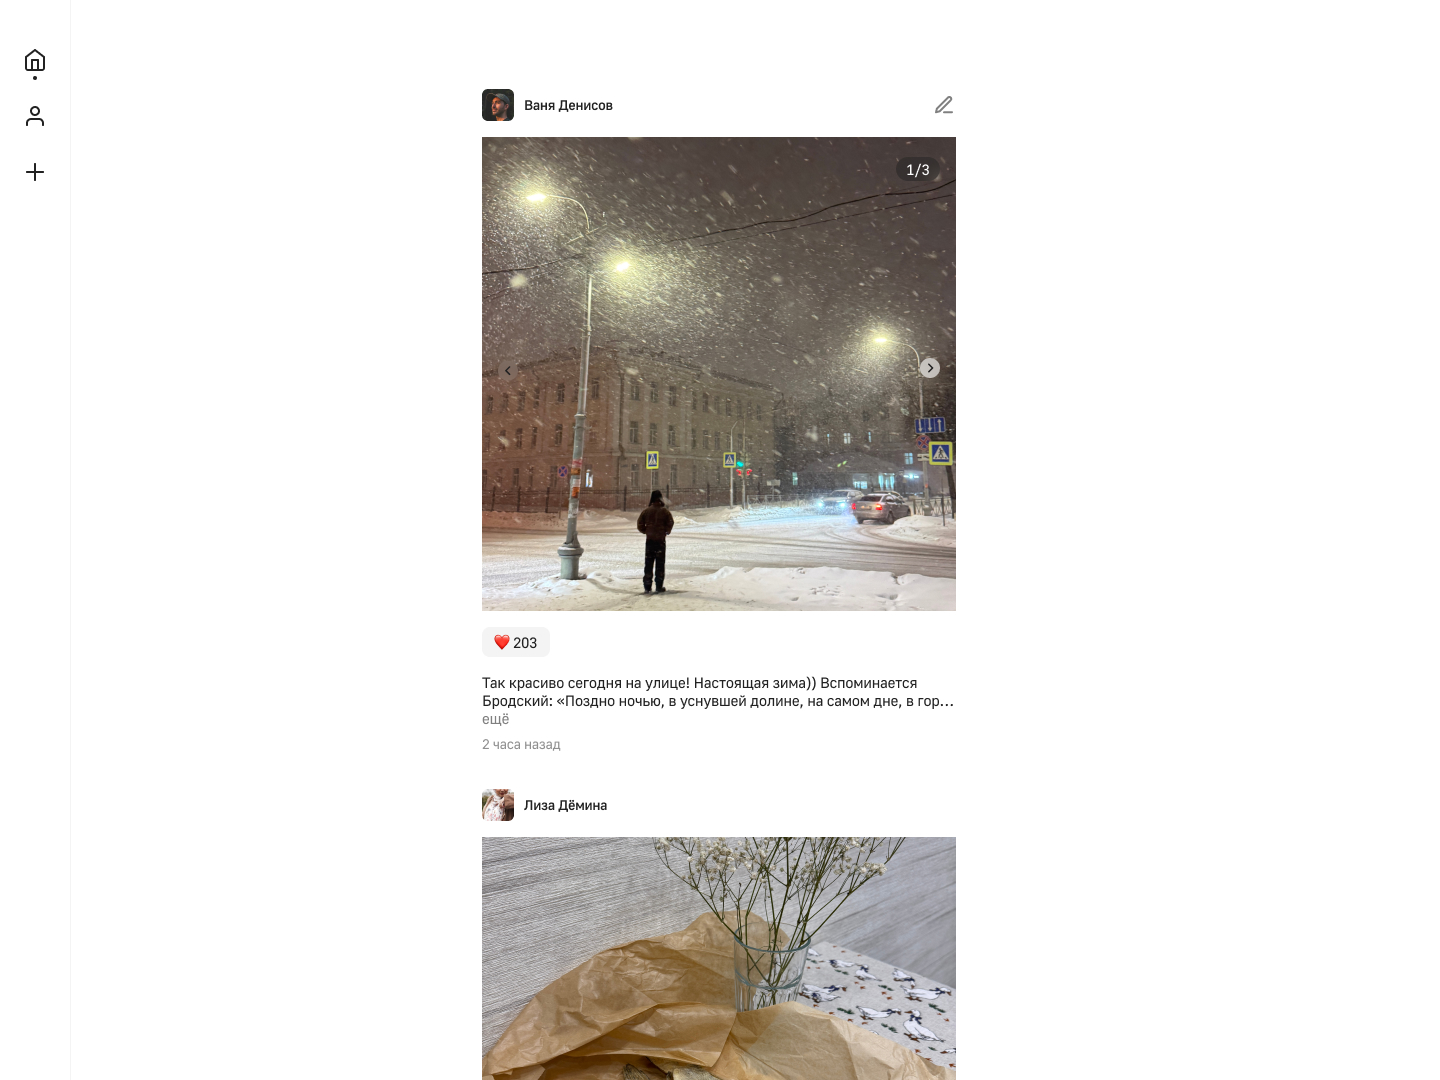 Ваня Денисов
1/3
203
Так красиво сегодня на улице! Настоящая зима)) Вспоминается
Бродский: «Поздно ночью, в уснувшей долине, на самом дне, в гор...
ещё
2 часа назад
Лиза Дёмина